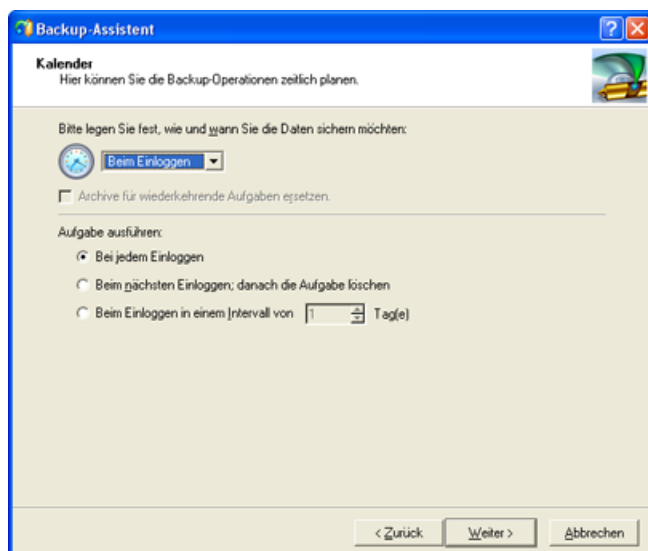 Backup-Assistent
Kalender
Hier können Sie die Backup-Operationen zeitlich planen.
Bitte legen Sie fest, wie und wann Sie die Daten sichern möchten:
Beim Einloggen
Archive für wiederkehrende Aufgaben ersetzen.
Aufgabe ausführen:
Bei jedem Einloggen
Beim nächsten Einloggen; danach die Aufgabe löschen
Beim Einloggen in einem Intervall von 1 Tag(e)
< Zurück Weiter > Abbrechen